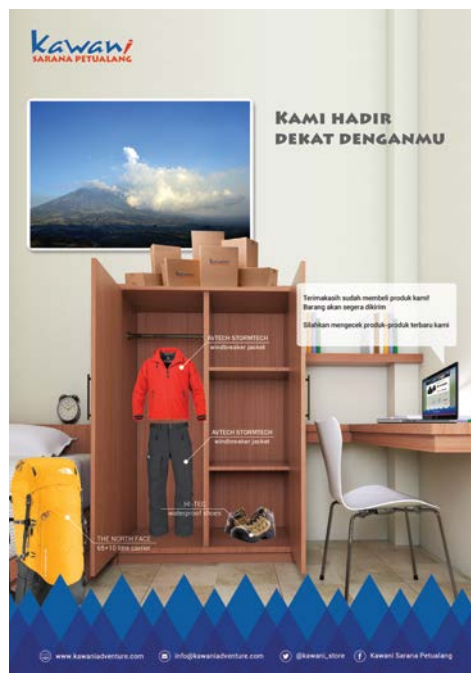 Kawani
SARANA PETUALANG
KAMI HADIR
DEKAT DENGANMU
Terimakasih sudah membeli produk kami!
Barang akan segera dikirim
Silahkan mengecek produk-produk terbaru kami
AVTECH STORMTECH
windbreaker jacket
AVTECH STORMTECH
windbreaker jacket
HI-TEC
waterproof shoes
THE NORTH FACE
65+10 litre carrier
www.kawaniadventure.com
info@kawaniadventure.com
@kawani_store
Kawani Sarana Petualang